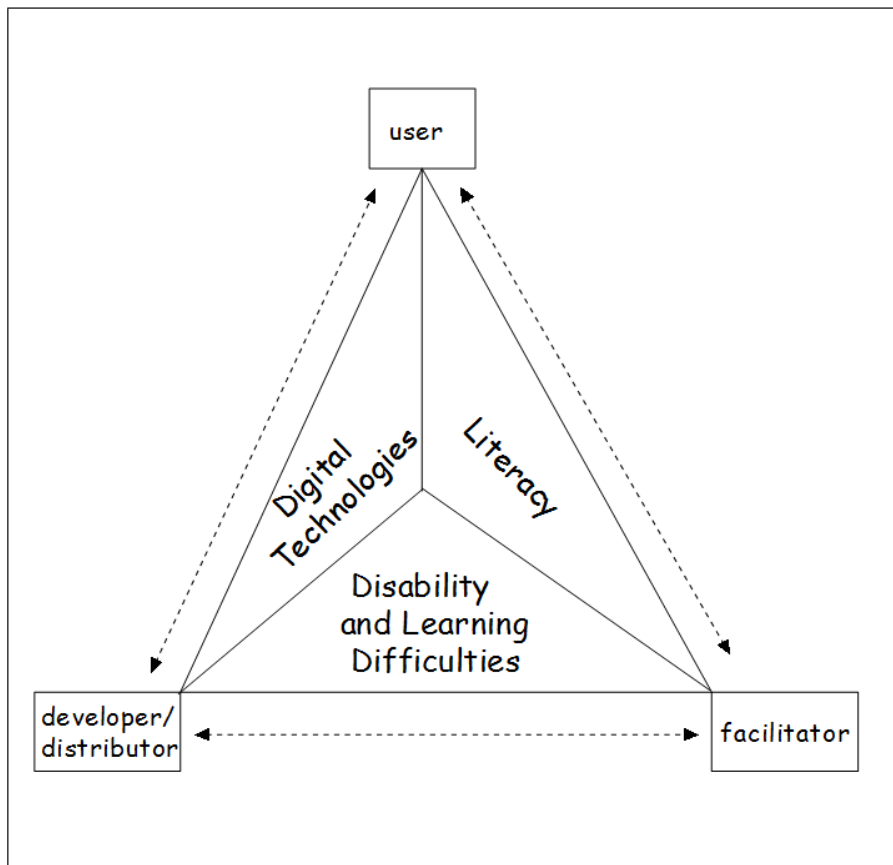 user
Digital
Technologies
Literacy
Disability
and Learning
Difficulties
developer/
distributor
facilitator